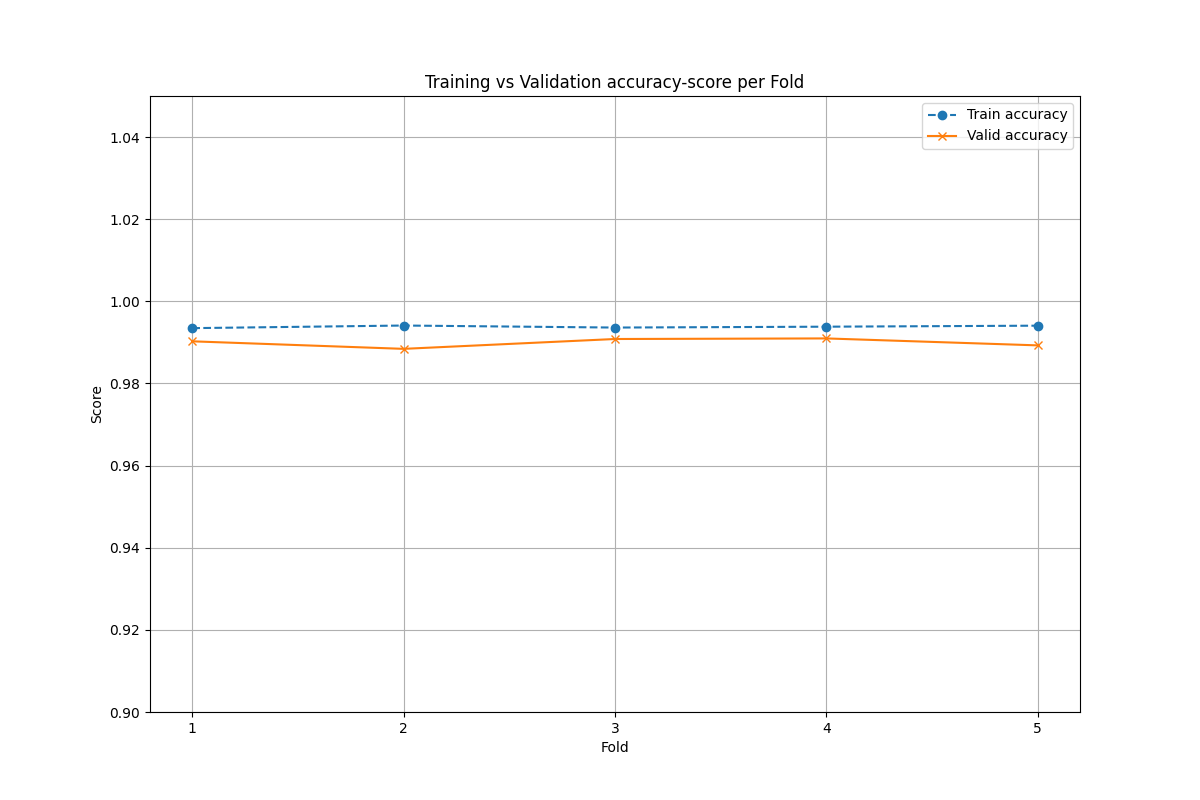 Training vs Validation accuracy-score per Fold
Train accuracy
Valid accuracy
1.04
1.02
1.00
0.98
0.96
0.94
0.92
0.90
Score
1 2 3 4 5
Fold